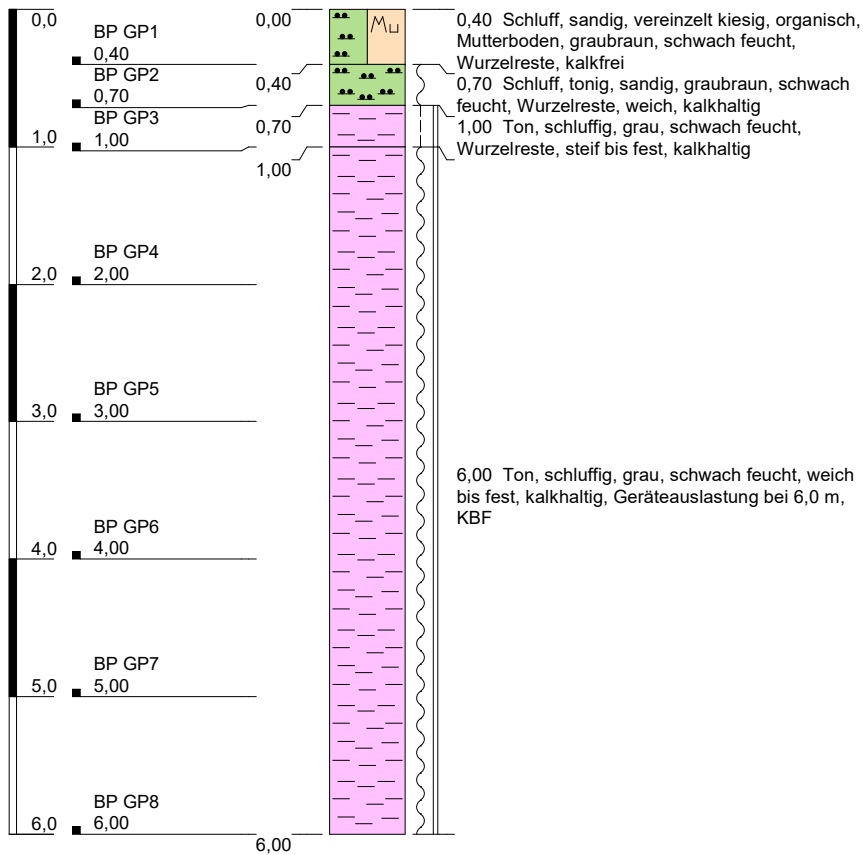 0,0
BP GP1
0,40
BP GP2
0,70
BP GP3
1,0
1,00
BP GP4
2,0
2,00
BP GP5
3,0
3,00
BP GP6
4,0
4,00
BP GP7
5,0
5,00
BP GP8
6,0
6,00
0,00
0,40
0,70
1,00
6,00
Mu
0,40 Schluff, sandig, vereinzelt kiesig, organisch,
Mutterboden, graubraun, schwach feucht,
Wurzelreste, kalkfrei
0,70 Schluff, tonig, sandig, graubraun, schwach
feucht, Wurzelreste, weich, kalkhaltig
1,00 Ton, schluffig, grau, schwach feucht,
Wurzelreste, steif bis fest, kalkhaltig
6,00 Ton, schluffig, grau, schwach feucht, weich
bis fest, kalkhaltig, Geräteauslastung bei 6,0 m,
KBF